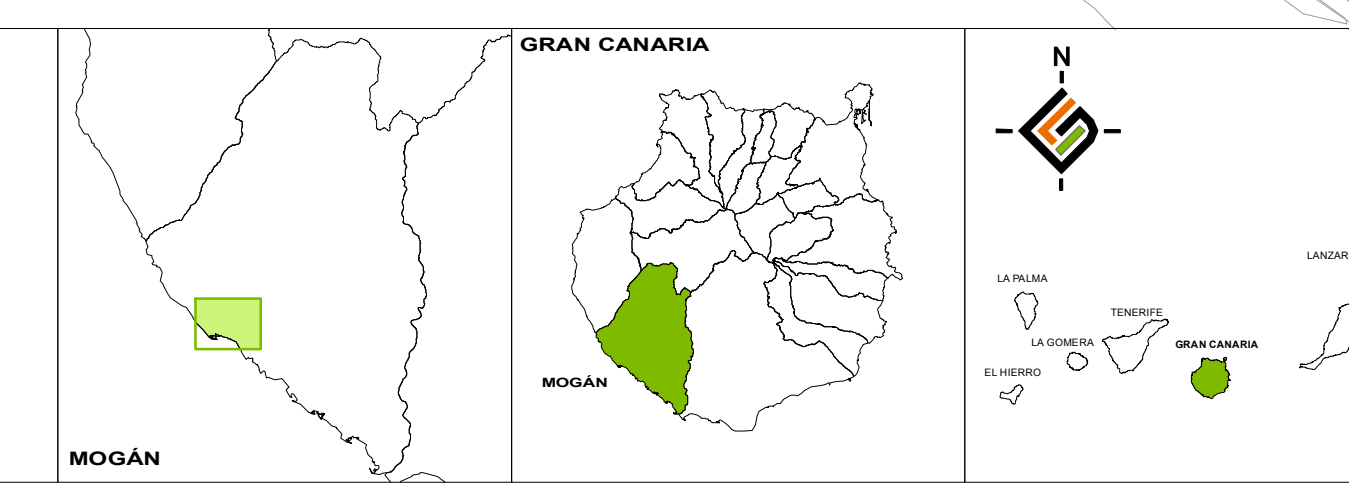 MOGÁN
GRAN CANARIA
MOGÁN
N
LANZAR
LA PALMA
TENERIFE
LA GOMERA
GRAN CANARIA
EL HIERRO